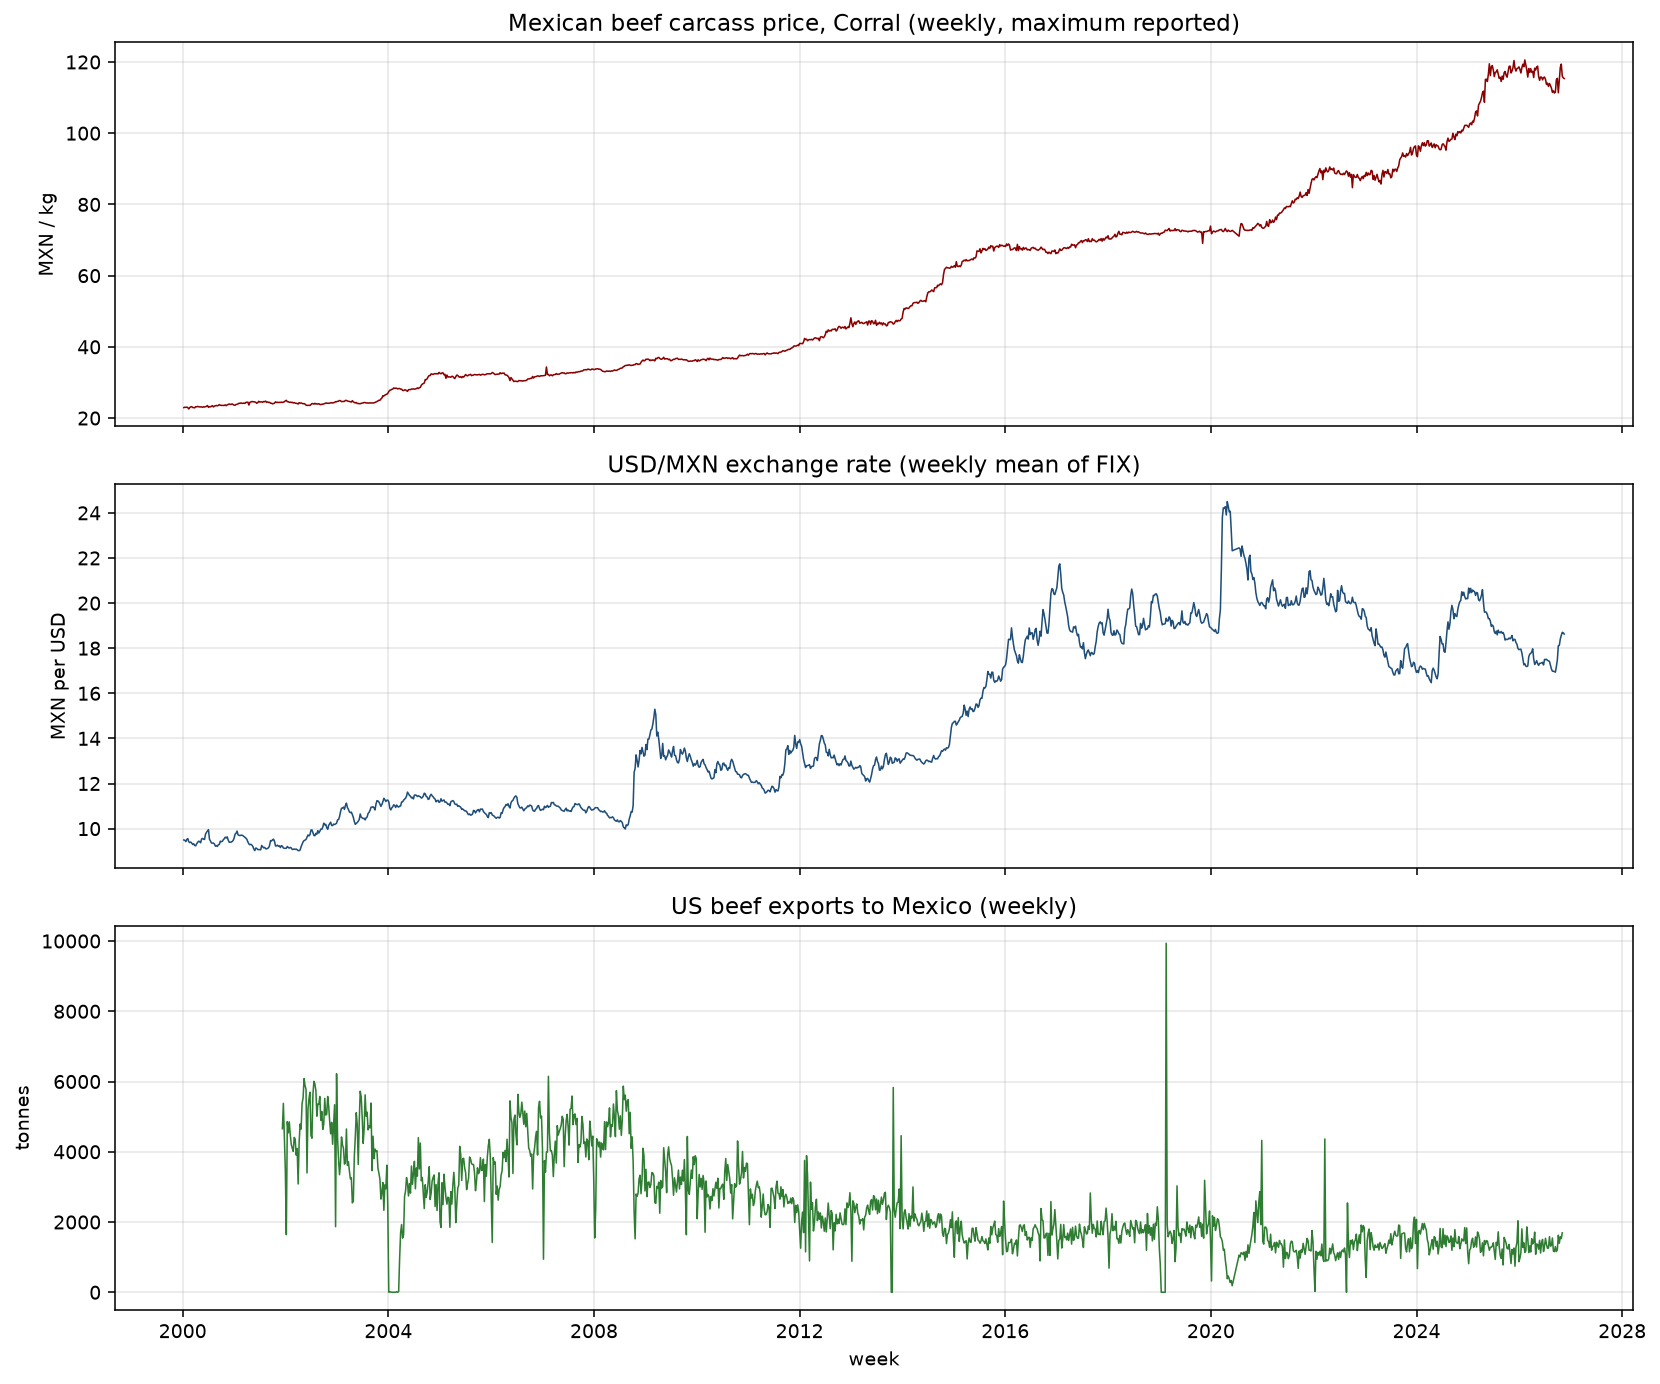 Mexican beef carcass price, Corral (weekly, maximum reported)
120
100
80
60
40
20
MXN / kg
USD/MXN exchange rate (weekly mean of FIX)
24
22
20
18
16
14
12
10
MXN per USD
US beef exports to Mexico (weekly)
10000
8000
6000
4000
2000
0
tonnes
2000 2004 2008 2012 2016 2020 2024 2028
week